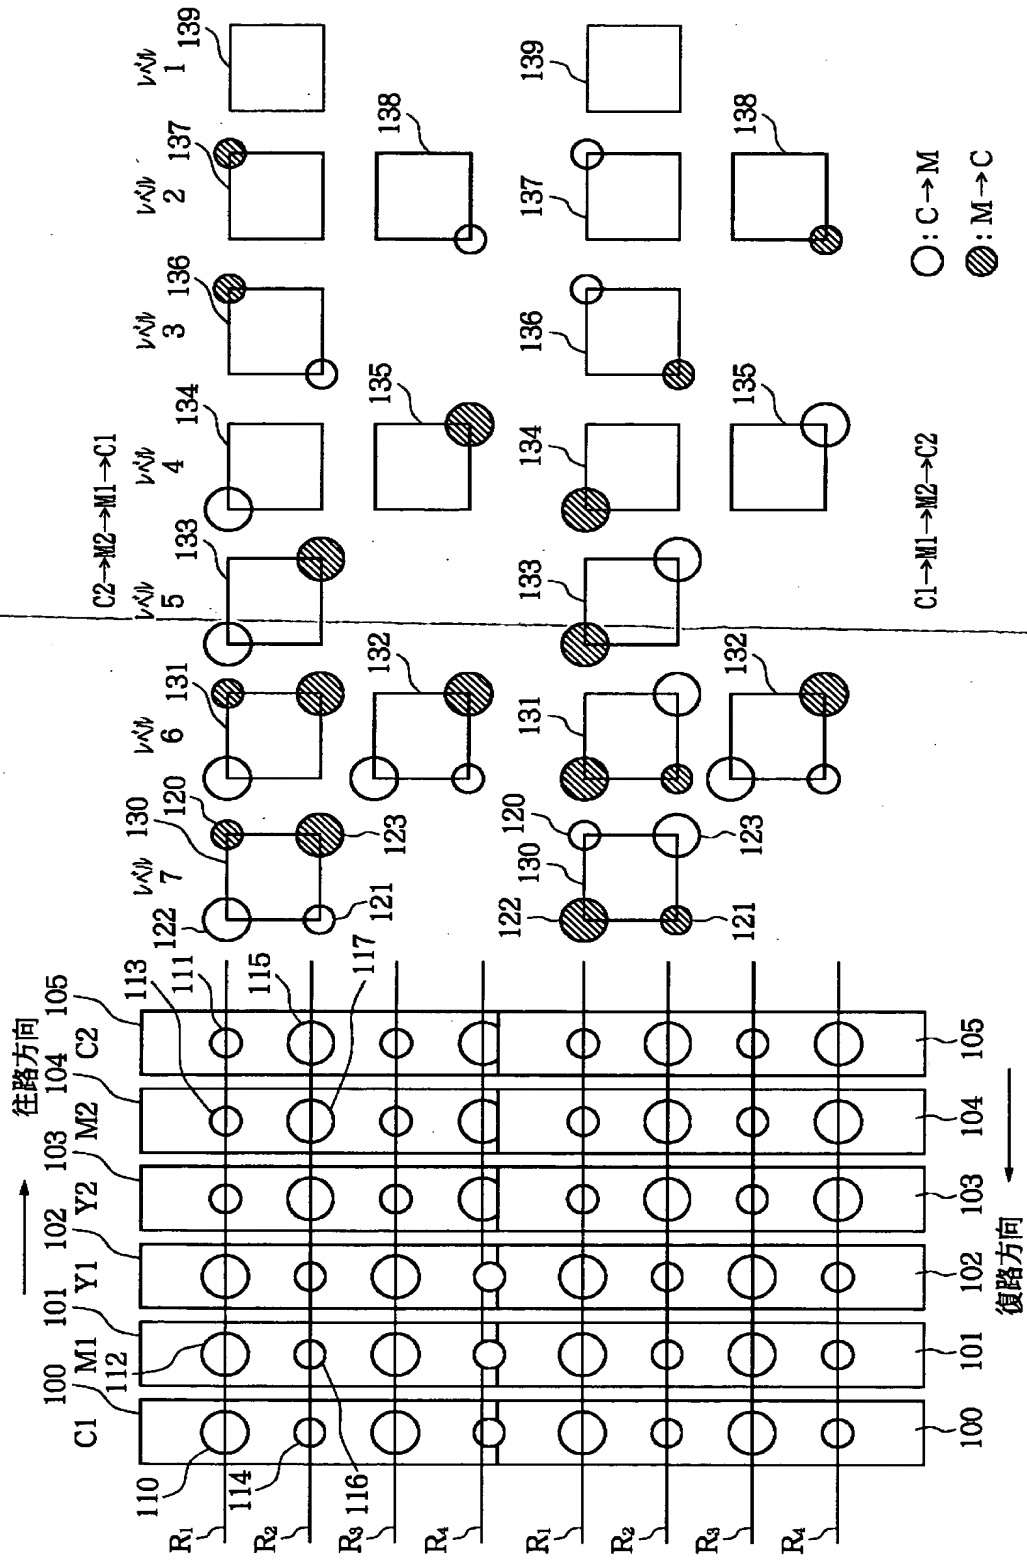 往路方向
C2→M2→M1→C1
100 101 102 103 104 105
C1 M1 Y1 Y2 M2 C2
レベル 7
レベル 6
レベル 5
レベル 4
レベル 3
レベル 2
レベル 1
112 113 111
122 130 120 131 133 134 136 137 139
110 114 116 115 117
121 123 132 135 138
R₁
R₂
R₃
R₄
122 130 120 131 133 134 136 137 139
121 123 132 135 138
R₁
R₂
R₃
R₄
100 101 102 103 104 105
C1→M1→M2→C2
: C→M
: M→C
復路方向